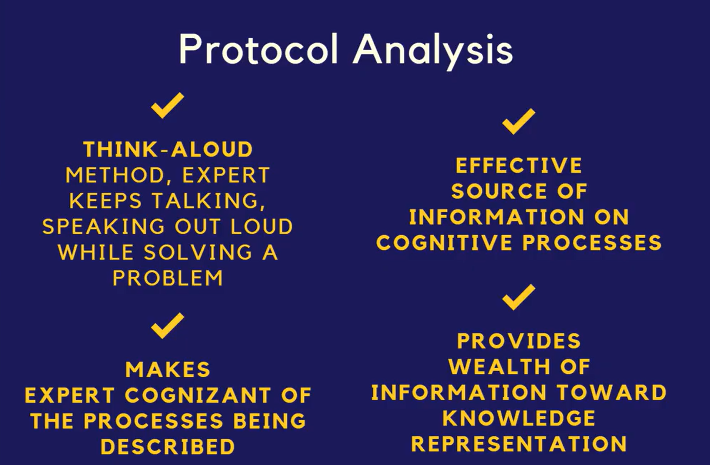 Protocol Analysis
THINK-ALOUD
METHOD, EXPERT
KEEPS TALKING,
SPEAKING OUT LOUD
WHILE SOLVING A
PROBLEM
EFFECTIVE
SOURCE OF
INFORMATION ON
COGNITIVE PROCESSES
MAKES
EXPERT COGNIZANT OF
THE PROCESSES BEING
DESCRIBED
PROVIDES
WEALTH OF
INFORMATION TOWARD
KNOWLEDGE
REPRESENTATION